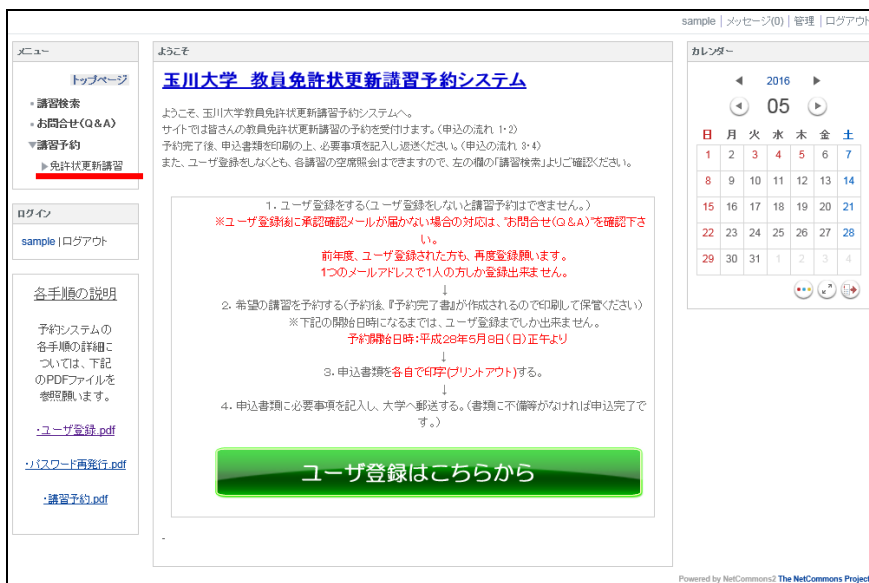 sample | メッセージ(0) | 管理 | ログアウト
メニュー
トップページ
講習検索
お問合せ(Q&A)
▼講習予約
▶免許状更新講習
ログイン
sample | ログアウト
各手順の説明
予約システムの
各手順の詳細に
ついては、下記
のPDFファイルを
参照願います。
・ユーザ登録.pdf
・パスワード再発行.pdf
・講習予約.pdf
ようこそ
玉川大学 教員免許状更新講習予約システム
ようこそ、玉川大学教員免許状更新講習予約システムへ。
サイトでは皆さんの教員免許状更新講習の予約を受付けます。(申込の流れ 1・2)
予約完了後、申込書類を印刷の上、必要事項を記入し返送ください。(申込の流れ 3・4)
また、ユーザ登録をしなくとも、各講習の空席照会はできますので、左の欄の「講習検索」よりご確認ください。
1. ユーザ登録をする(ユーザ登録をしないと講習予約はできません。)
※ユーザ登録後に承認確認メールが届かない場合の対応は、"お問合せ(Q&A)"を確認下さ
い。
前年度、ユーザ登録された方も、再度登録願います。
1つのメールアドレスで1人の方しか登録出来ません。
↓
2. 希望の講習を予約する(予約後、『予約完了書』が作成されるので印刷して保管ください)
※下記の開始日時になるまでは、ユーザ登録までしか出来ません。
予約開始日時:平成28年5月8日(日)正午より
↓
3. 申込書類を各自で印字(プリントアウト)する。
↓
4. 申込書類に必要事項を記入し、大学へ郵送する。(書類に不備等がなければ申込完了で
す。)
ユーザ登録はこちらから
-
カレンダー
2016
05
日 月 火 水 木 金 土
1 2 3 4 5 6 7
8 9 10 11 12 13 14
15 16 17 18 19 20 21
22 23 24 25 26 27 28
29 30 31 1 2 3 4
Powered by NetCommons2 The NetCommons Project